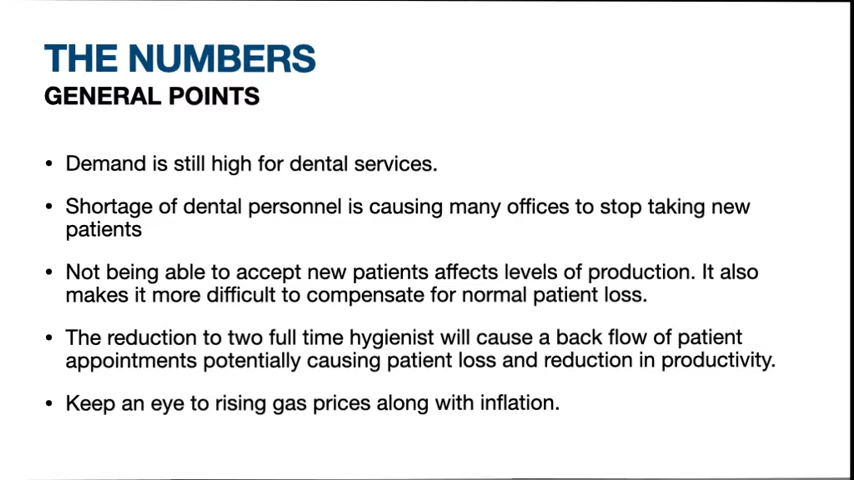 THE NUMBERS
GENERAL POINTS
• Demand is still high for dental services.
• Shortage of dental personnel is causing many offices to stop taking new
patients
• Not being able to accept new patients affects levels of production. It also
makes it more difficult to compensate for normal patient loss.
• The reduction to two full time hygienist will cause a back flow of patient
appointments potentially causing patient loss and reduction in productivity.
• Keep an eye to rising gas prices along with inflation.